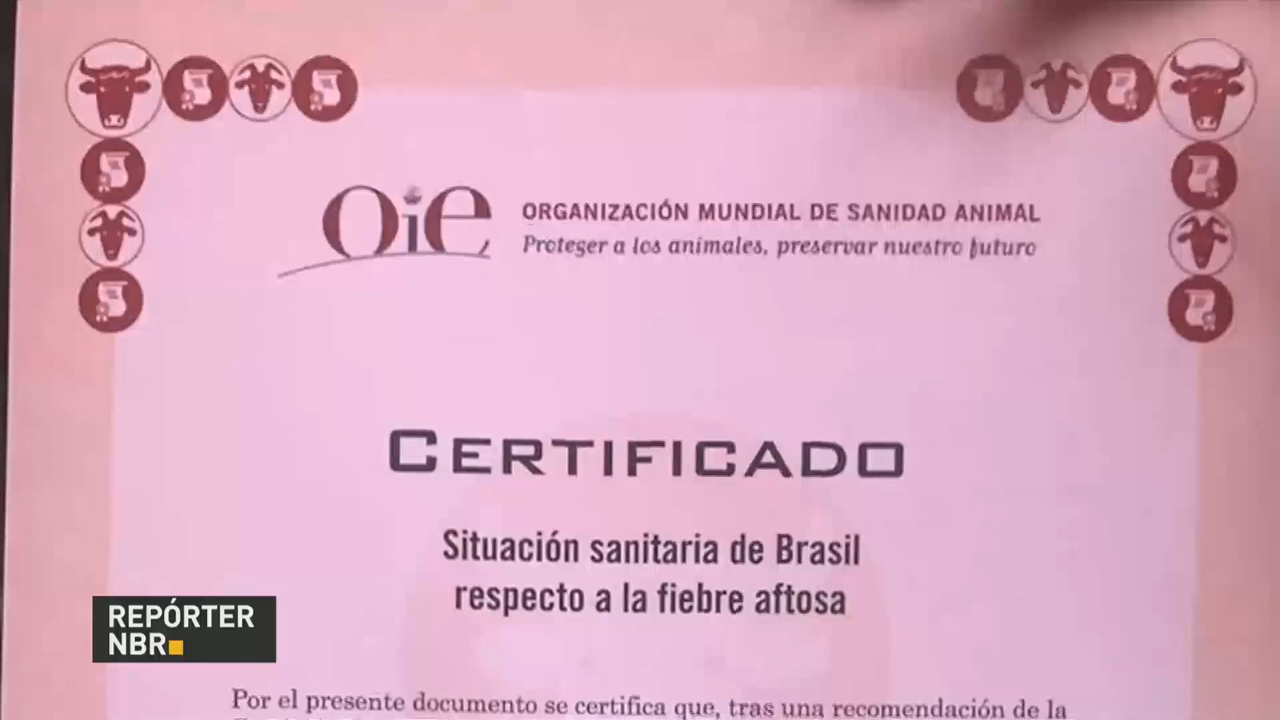 oie
ORGANIZACIÓN MUNDIAL DE SANIDAD ANIMAL
Proteger a los animales, preservar nuestro futuro
CERTIFICADO
Situación sanitaria de Brasil
respecto a la fiebre aftosa
REPÓRTER
NBR
Por el presente documento se certifica que, tras una recomendación de la